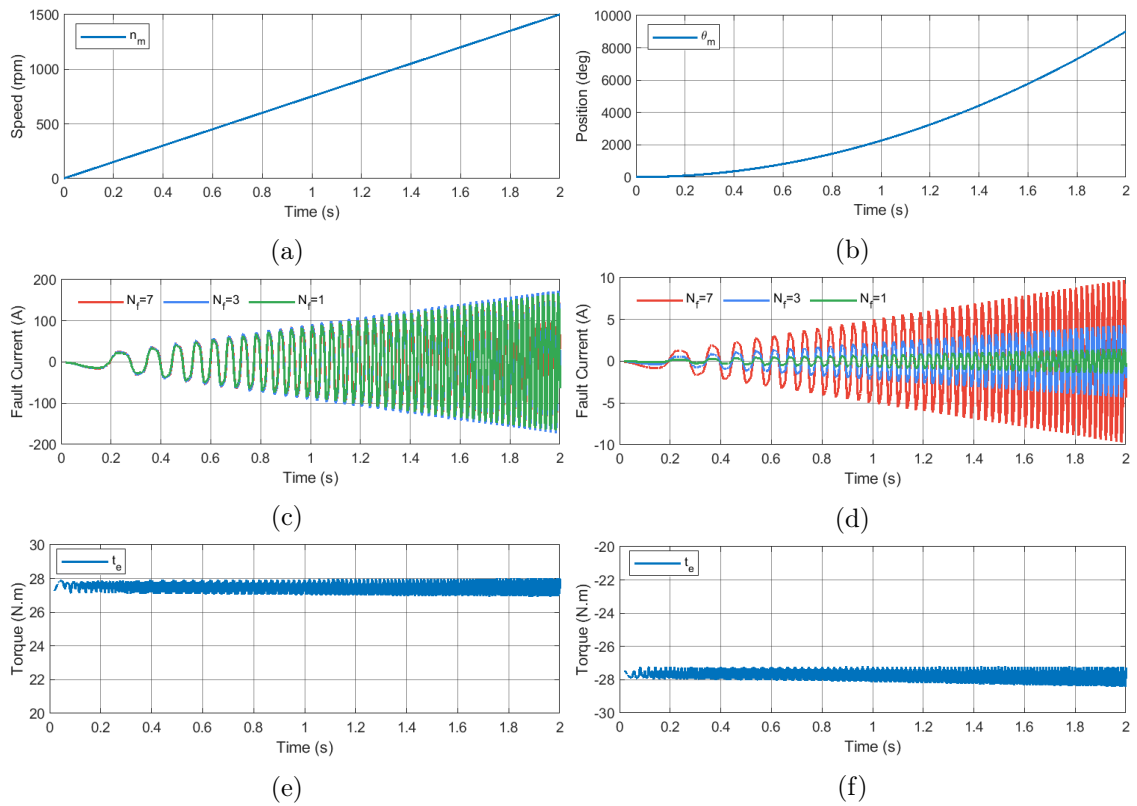 n_m
Speed (rpm)
1500
1000
500
0
0 0.2 0.4 0.6 0.8 1 1.2 1.4 1.6 1.8 2
Time (s)
(a)
θ_m
Position (deg)
10000
8000
6000
4000
2000
0
0 0.2 0.4 0.6 0.8 1 1.2 1.4 1.6 1.8 2
Time (s)
(b)
N_f=7 N_f=3 N_f=1
Fault Current (A)
200
100
0
-100
-200
0 0.2 0.4 0.6 0.8 1 1.2 1.4 1.6 1.8 2
Time (s)
(c)
N_f=7 N_f=3 N_f=1
Fault Current (A)
10
5
0
-5
-10
0 0.2 0.4 0.6 0.8 1 1.2 1.4 1.6 1.8 2
Time (s)
(d)
t_e
Torque (N.m)
30
28
26
24
22
20
0 0.2 0.4 0.6 0.8 1 1.2 1.4 1.6 1.8 2
Time (s)
(e)
t_e
Torque (N.m)
-20
-22
-24
-26
-28
-30
0 0.2 0.4 0.6 0.8 1 1.2 1.4 1.6 1.8 2
Time (s)
(f)